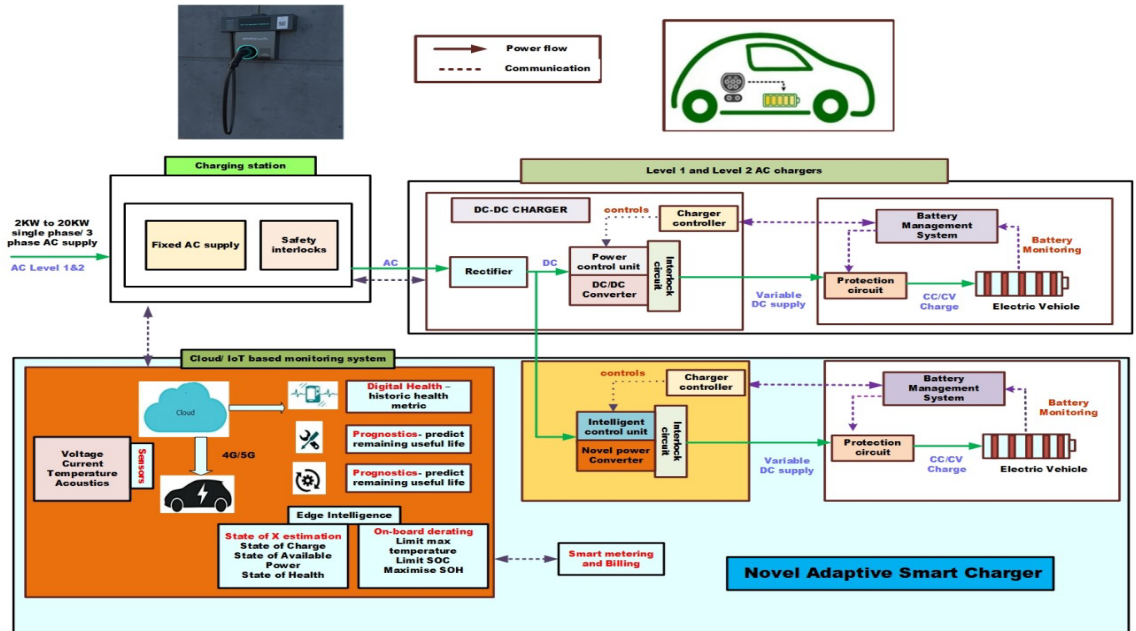 Power flow
Communication
Charging station
2KW to 20KW
single phase/ 3
phase AC supply
AC Level 1&2
Fixed AC supply
Safety
interlocks
AC
Level 1 and Level 2 AC chargers
DC-DC CHARGER
controls
Charger
controller
Rectifier
DC
Power
control unit
DC/DC
Converter
Interlock
circuit
Variable
DC supply
Battery
Management
System
Battery
Monitoring
Protection
circuit
CC/CV
Charge
Electric Vehicle
Cloud/ IoT based monitoring system
Cloud
4G/5G
Voltage
Current
Temperature
Acoustics
Sensors
Digital Health –
historic health
metric
Prognostics- predict
remaining useful life
Prognostics- predict
remaining useful life
Edge Intelligence
State of X estimation
State of Charge
State of Available
Power
State of Health
On-board derating
Limit max
temperature
Limit SOC
Maximise SOH
Smart metering
and Billing
controls
Charger
controller
Intelligent
control unit
Novel power
Converter
Interlock
circuit
Variable
DC supply
Battery
Management
System
Battery
Monitoring
Protection
circuit
CC/CV
Charge
Electric Vehicle
Novel Adaptive Smart Charger